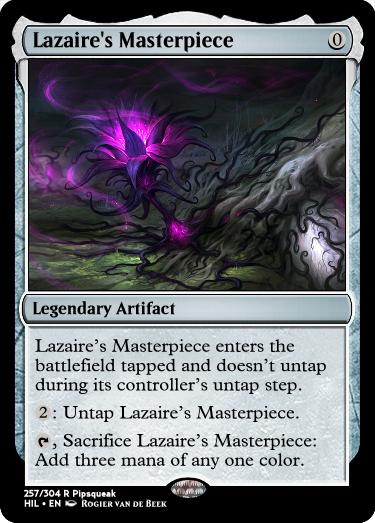 Lazaire's Masterpiece 0
Legendary Artifact
Lazaire's Masterpiece enters the
battlefield tapped and doesn't untap
during its controller's untap step.
2: Untap Lazaire's Masterpiece.
, Sacrifice Lazaire's Masterpiece:
Add three mana of any one color.
257/304 R Pipsqueak
HIL • EN Rogier van de Beek